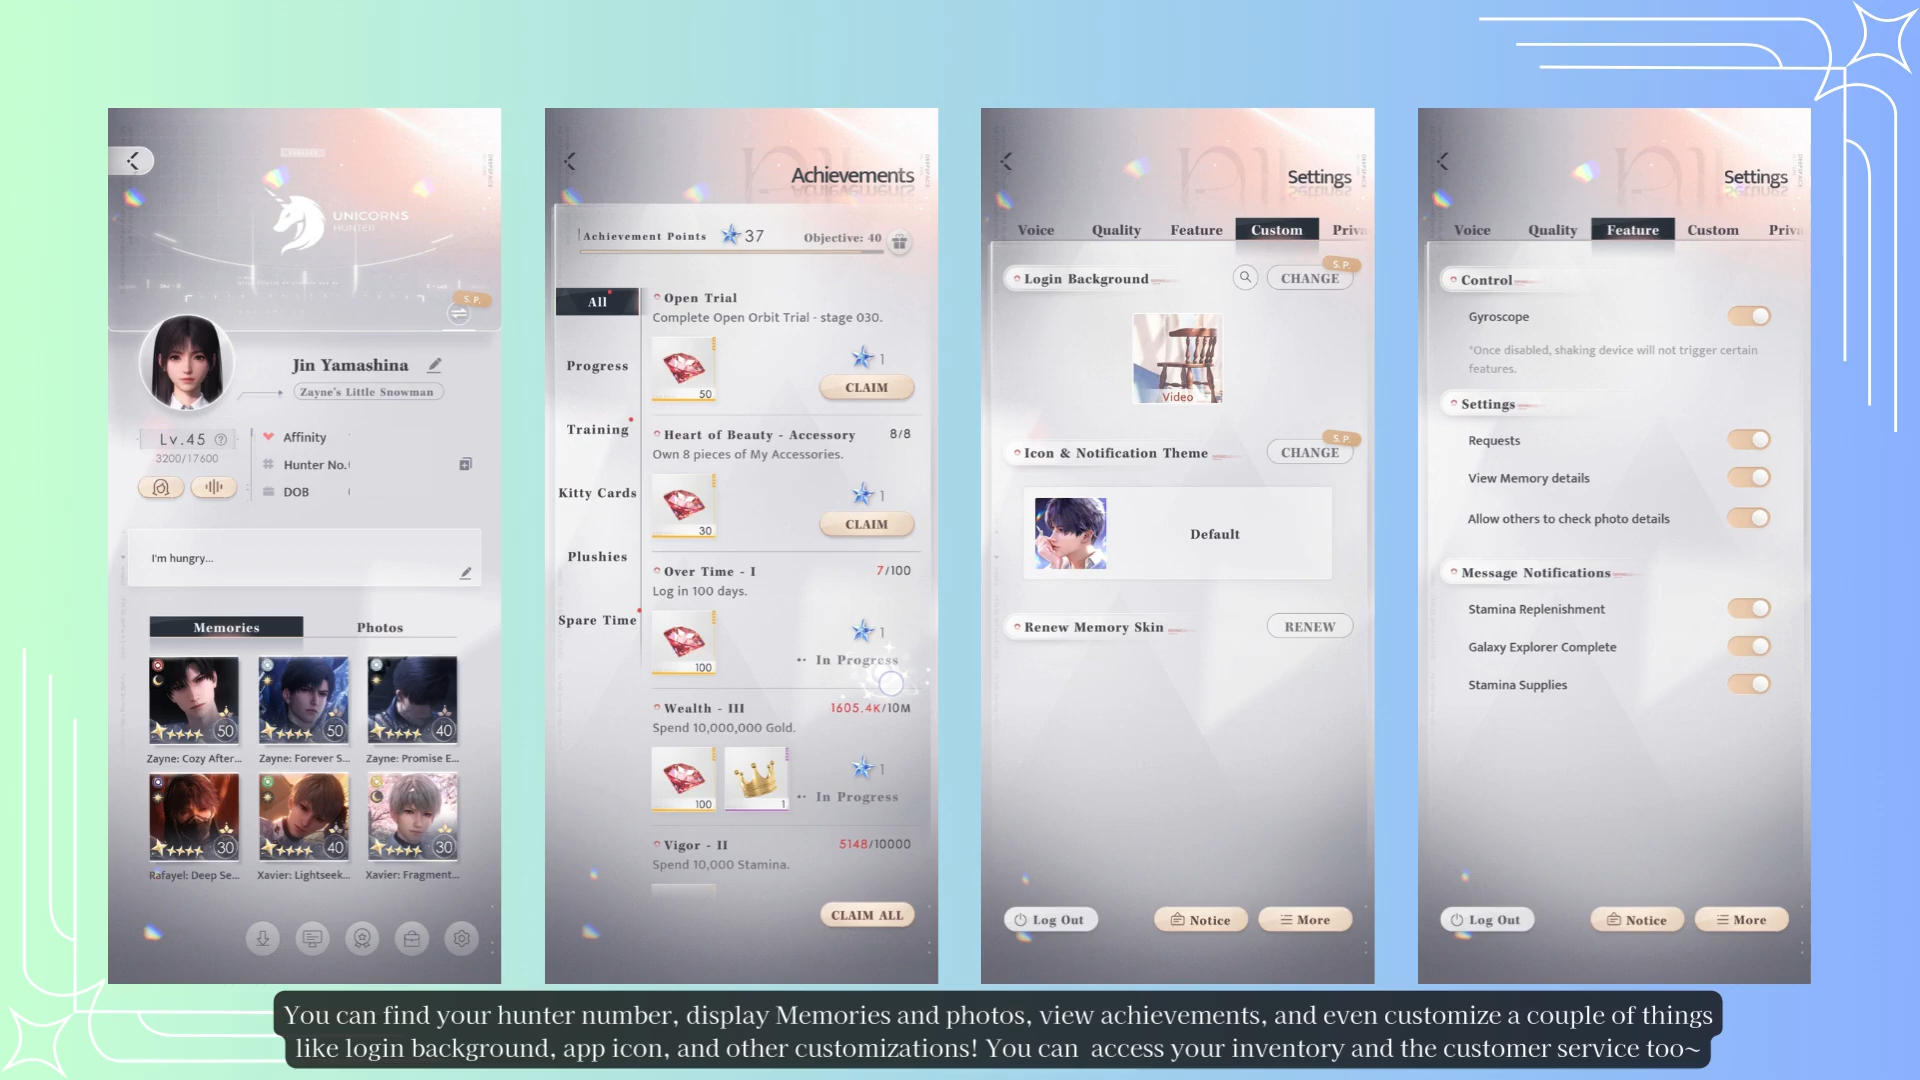 UNICORNS
HUNTER
S.P.
Jin Yamashina
Zayne's Little Snowman
Lv.45
3200/17600
Affinity
Hunter No.
DOB
I'm hungry...
Memories
Photos
50
50
40
Zayne: Cozy After...
Zayne: Forever S...
Zayne: Promise E...
30
40
30
Rafayel: Deep Se...
Xavier: Lightseek...
Xavier: Fragment...
Achievements
Achievement Points
37
Objective: 40
All
Progress
Training
Kitty Cards
Plushies
Spare Time
Open Trial
Complete Open Orbit Trial - stage 030.
50
1
CLAIM
Heart of Beauty - Accessory
8/8
Own 8 pieces of My Accessories.
30
1
CLAIM
Over Time - I
7/100
Log in 100 days.
100
1
In Progress
Wealth - III
1605.4K/10M
Spend 10,000,000 Gold.
100
1
1
In Progress
Vigor - II
5148/10000
Spend 10,000 Stamina.
CLAIM ALL
Settings
Voice
Quality
Feature
Custom
Priva
Login Background
S.P.
CHANGE
Video
Icon & Notification Theme
S.P.
CHANGE
Default
Renew Memory Skin
RENEW
Log Out
Notice
More
Settings
Voice
Quality
Feature
Custom
Priva
Control
Gyroscope
*Once disabled, shaking device will not trigger certain
features.
Settings
Requests
View Memory details
Allow others to check photo details
Message Notifications
Stamina Replenishment
Galaxy Explorer Complete
Stamina Supplies
Log Out
Notice
More
You can find your hunter number, display Memories and photos, view achievements, and even customize a couple of things
like login background, app icon, and other customizations! You can access your inventory and the customer service too~